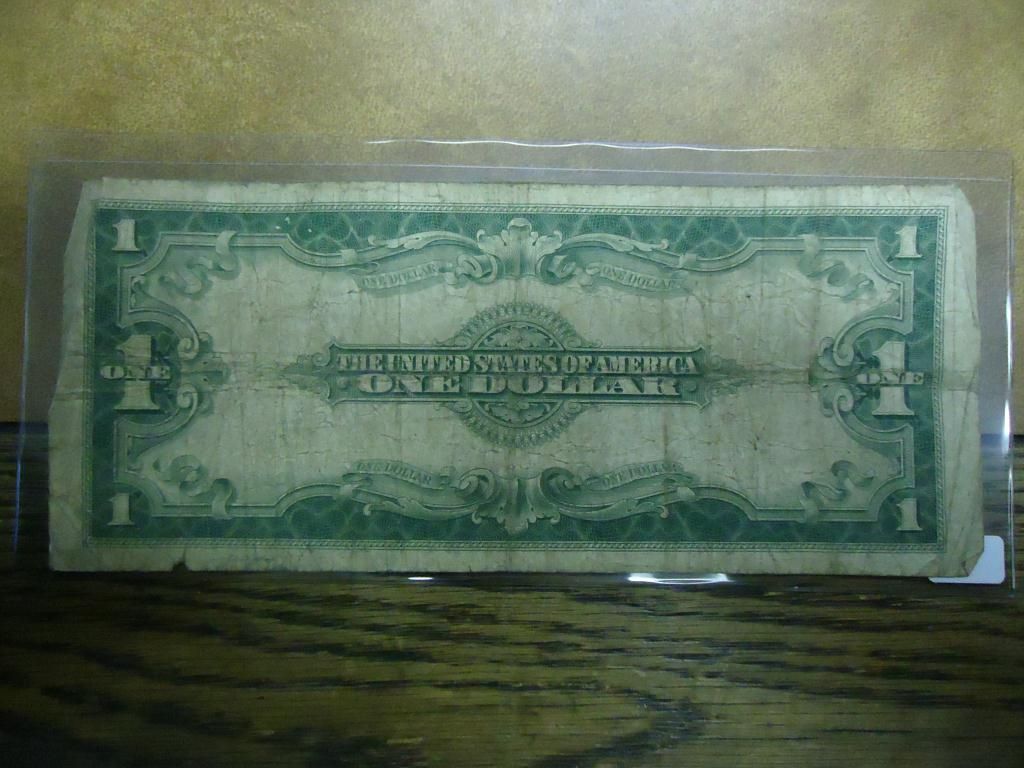 1 1
ONE DOLLAR ONE DOLLAR
THE UNITED STATES OF AMERICA
1 ONE ONE DOLLAR 1 ONE
ONE DOLLAR ONE DOLLAR
1 1